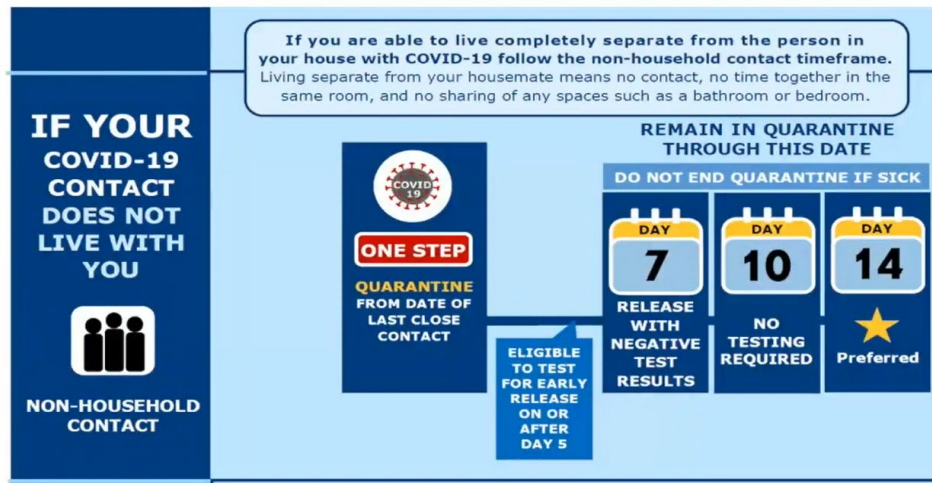 If you are able to live completely separate from the person in
your house with COVID-19 follow the non-household contact timeframe.
Living separate from your housemate means no contact, no time together in the
same room, and no sharing of any spaces such as a bathroom or bedroom.
IF YOUR
COVID-19
CONTACT
DOES NOT
LIVE WITH
YOU
NON-HOUSEHOLD
CONTACT
COVID
19
ONE STEP
QUARANTINE
FROM DATE OF
LAST CLOSE
CONTACT
ELIGIBLE
TO TEST
FOR EARLY
RELEASE
ON OR
AFTER
DAY 5
REMAIN IN QUARANTINE
THROUGH THIS DATE
DO NOT END QUARANTINE IF SICK
DAY
7
RELEASE
WITH
NEGATIVE
TEST
RESULTS
DAY
10
NO
TESTING
REQUIRED
DAY
14
Preferred